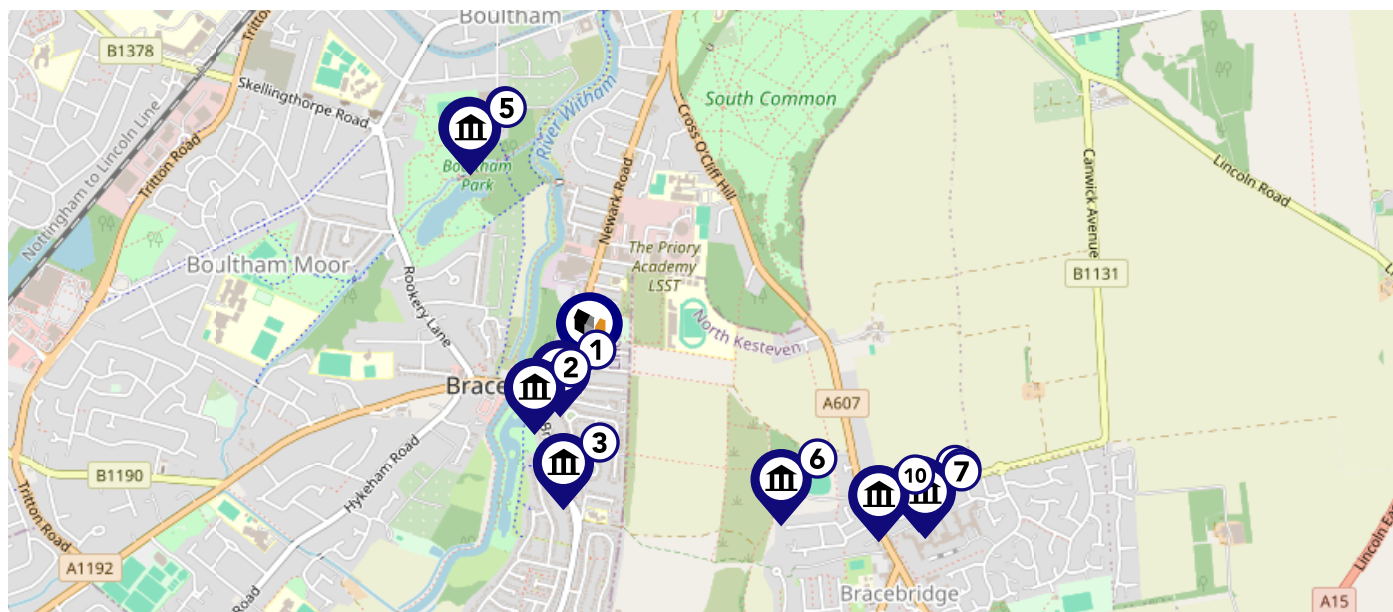 Boultham
Tritton
B1378
Skellingthorpe Road
Nottingham to Lincoln Line
Tritton Road
5
Boultham
Park
River Witham
Newark Road
Cross O'Cliff Hill
South Common
Canwick Avenue
Lincoln Road
B1131
Boultham Moor
Rookery Lane
The Priory
Academy
LSST
North Kesteven
1
2
Brace
3
A607
6
10
7
B1190
Hykeham Road
Tritton Road
A1192
Road
Bracebridge
A15